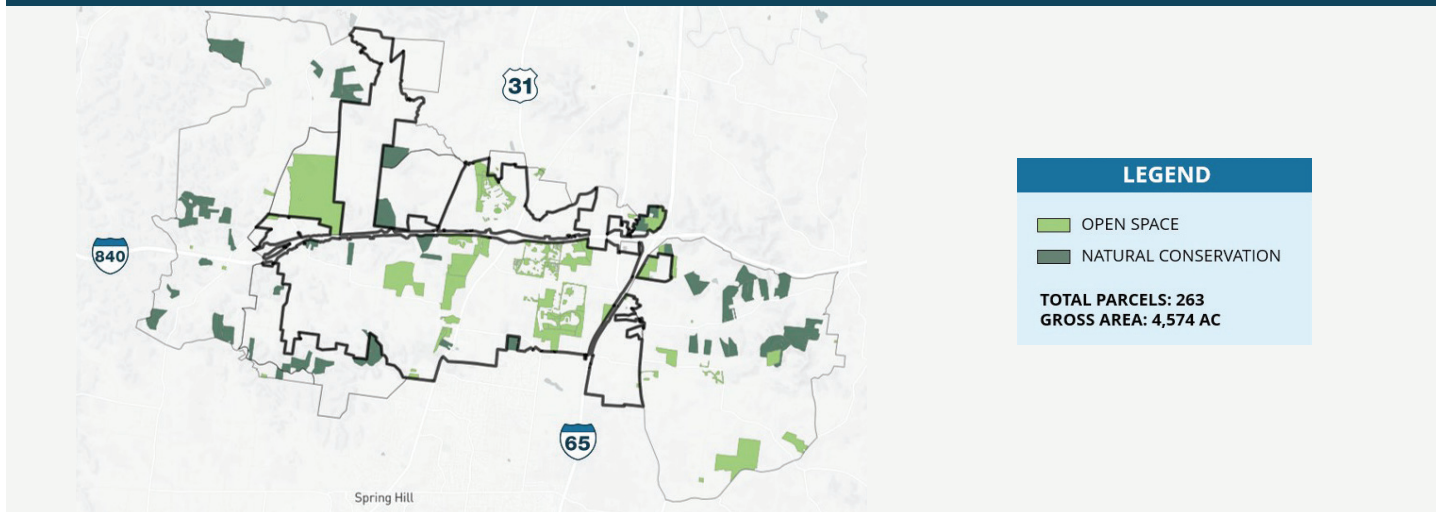 31
LEGEND
OPEN SPACE
840
NATURAL CONSERVATION
TOTAL PARCELS: 263
GROSS AREA: 4,574 AC
65
Spring Hill